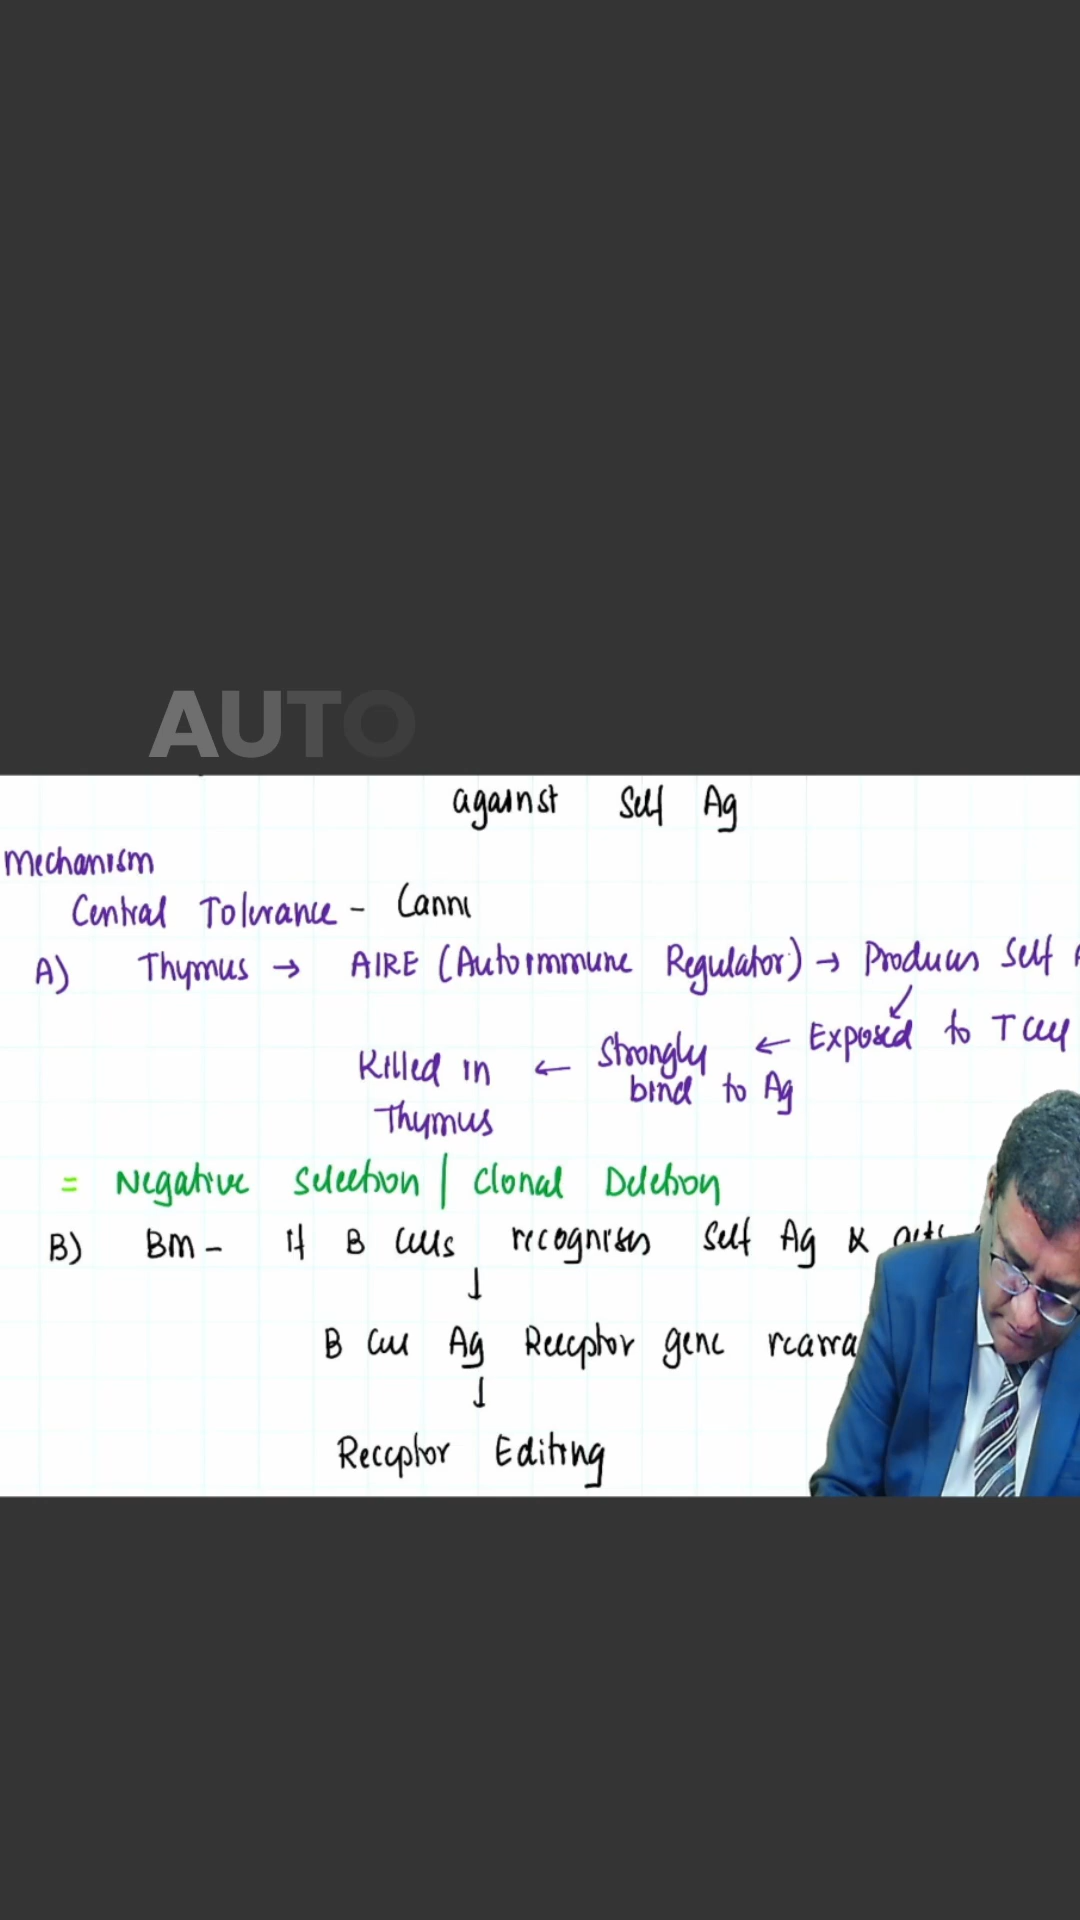 AUTO
against Self Ag
Mechanism
Central Tolerance - Canno
A) Thymus → AIRE (Autoimmune Regulator) → Produces Self
Killed in Thymus ← Strongly bind to Ag ← Exposed to T Cell
= Negative Selection | Clonal Deletion
B) BM - If B Cells recognises Self Ag &
↓
B Cell Ag Receptor gene rearra
↓
Receptor Editing